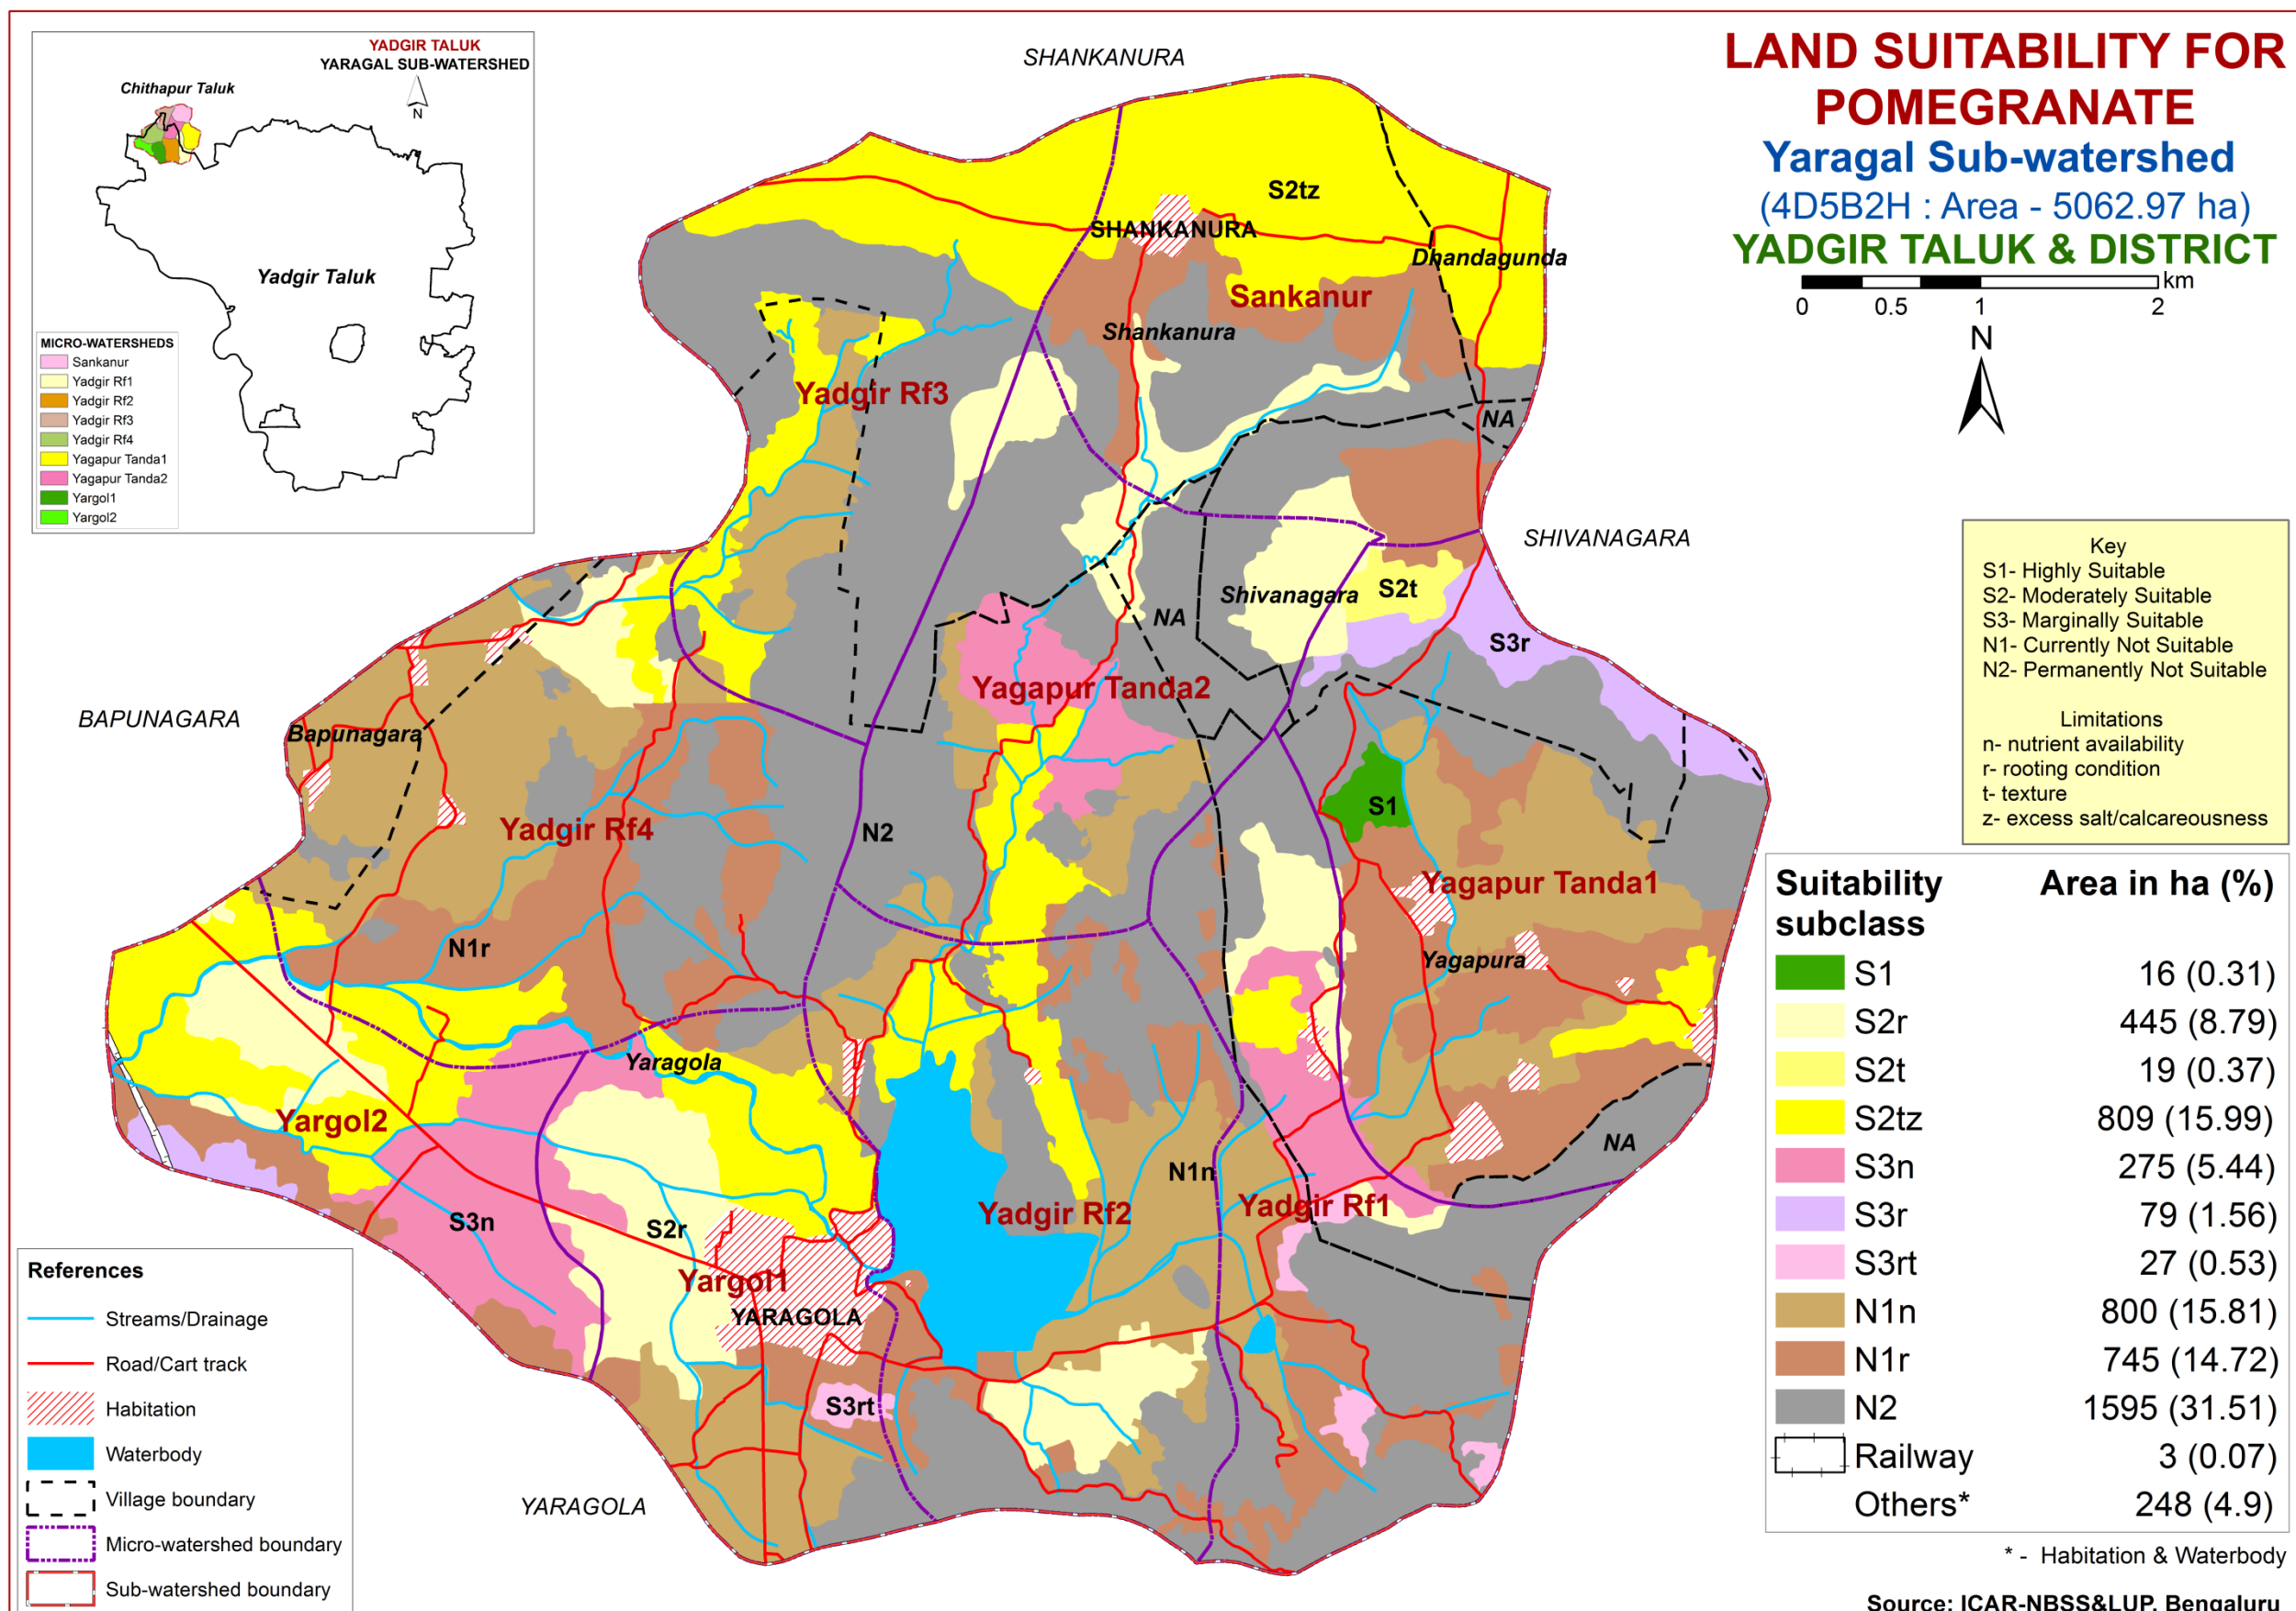 LAND SUITABILITY FOR
POMEGRANATE
Yaragal Sub-watershed
(4D5B2H : Area - 5062.97 ha)
YADGIR TALUK & DISTRICT
0 0.5 1 2 km
N
YADGIR TALUK
YARAGAL SUB-WATERSHED
Chithapur Taluk
N
Yadgir Taluk
MICRO-WATERSHEDS
Sankanur
Yadgir Rf1
Yadgir Rf2
Yadgir Rf3
Yadgir Rf4
Yagapur Tanda1
Yagapur Tanda2
Yargol1
Yargol2
SHANKANURA
S2tz
SHANKANURA
Dhandagunda
Sankanur
Shankanura
Yadgir Rf3
NA
SHIVANAGARA
S2t
Shivanagara
NA
S3r
Yagapur Tanda2
BAPUNAGARA
Bapunagara
S1
Yadgir Rf4
N2
Yagapur Tanda1
N1r
Yagapura
Yaragola
Yargol2
NA
N1n
S3n
S2r
Yadgir Rf2
Yadgir Rf1
Yargol1
YARAGOLA
S3rt
YARAGOLA
Key
S1- Highly Suitable
S2- Moderately Suitable
S3- Marginally Suitable
N1- Currently Not Suitable
N2- Permanently Not Suitable
Limitations
n- nutrient availability
r- rooting condition
t- texture
z- excess salt/calcareousness
Suitability Area in ha (%)
subclass
S1 16 (0.31)
S2r 445 (8.79)
S2t 19 (0.37)
S2tz 809 (15.99)
S3n 275 (5.44)
S3r 79 (1.56)
S3rt 27 (0.53)
N1n 800 (15.81)
N1r 745 (14.72)
N2 1595 (31.51)
Railway 3 (0.07)
Others* 248 (4.9)
* - Habitation & Waterbody
Source: ICAR-NBSS&LUP, Bengaluru
References
Streams/Drainage
Road/Cart track
Habitation
Waterbody
Village boundary
Micro-watershed boundary
Sub-watershed boundary